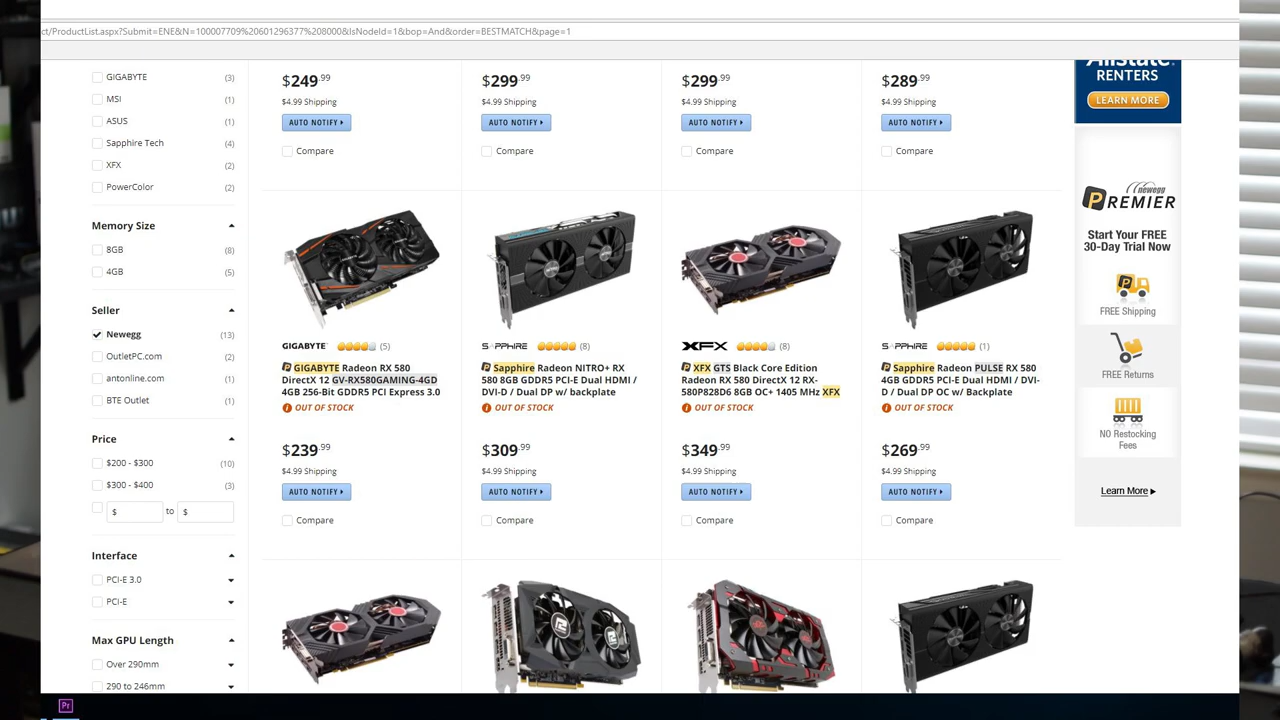 ct/ProductList.aspx?Submit=ENE&N=100007709%20601296377%208000&IsNodeId=1&bop=And&order=BESTMATCH&page=1
GIGABYTE (3)
MSI (1)
ASUS (1)
Sapphire Tech (4)
XFX (2)
PowerColor (2)
Memory Size
8GB (8)
4GB (5)
Seller
Newegg (13)
OutletPC.com (2)
antonline.com (1)
BTE Outlet (1)
Price
$200 - $300 (10)
$300 - $400 (3)
$ to $
Interface
PCI-E 3.0
PCI-E
Max GPU Length
Over 290mm
290 to 246mm
$249.99
$4.99 Shipping
AUTO NOTIFY
Compare
$299.99
$4.99 Shipping
AUTO NOTIFY
Compare
$299.99
$4.99 Shipping
AUTO NOTIFY
Compare
$289.99
$4.99 Shipping
AUTO NOTIFY
Compare
GIGABYTE (5)
GIGABYTE Radeon RX 580
DirectX 12 GV-RX580GAMING-4GD
4GB 256-Bit GDDR5 PCI Express 3.0
OUT OF STOCK
$239.99
$4.99 Shipping
AUTO NOTIFY
Compare
SAPPHIRE (8)
Sapphire Radeon NITRO+ RX
580 8GB GDDR5 PCI-E Dual HDMI /
DVI-D / Dual DP w/ backplate
OUT OF STOCK
$309.99
$4.99 Shipping
AUTO NOTIFY
Compare
XFX (8)
XFX GTS Black Core Edition
Radeon RX 580 DirectX 12 RX-
580P828D6 8GB OC+ 1405 MHz XFX
OUT OF STOCK
$349.99
$4.99 Shipping
AUTO NOTIFY
Compare
SAPPHIRE (1)
Sapphire Radeon PULSE RX 580
4GB GDDR5 PCI-E Dual HDMI / DVI-
D / Dual DP OC w/ Backplate
OUT OF STOCK
$269.99
$4.99 Shipping
AUTO NOTIFY
Compare
Allstate
RENTERS
LEARN MORE
newegg
PREMIER
Start Your FREE
30-Day Trial Now
FREE Shipping
FREE Returns
NO Restocking
Fees
Learn More
Pr